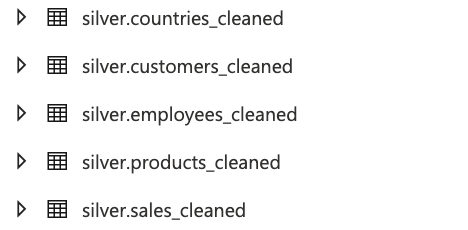 silver.countries_cleaned
silver.customers_cleaned
silver.employees_cleaned
silver.products_cleaned
silver.sales_cleaned